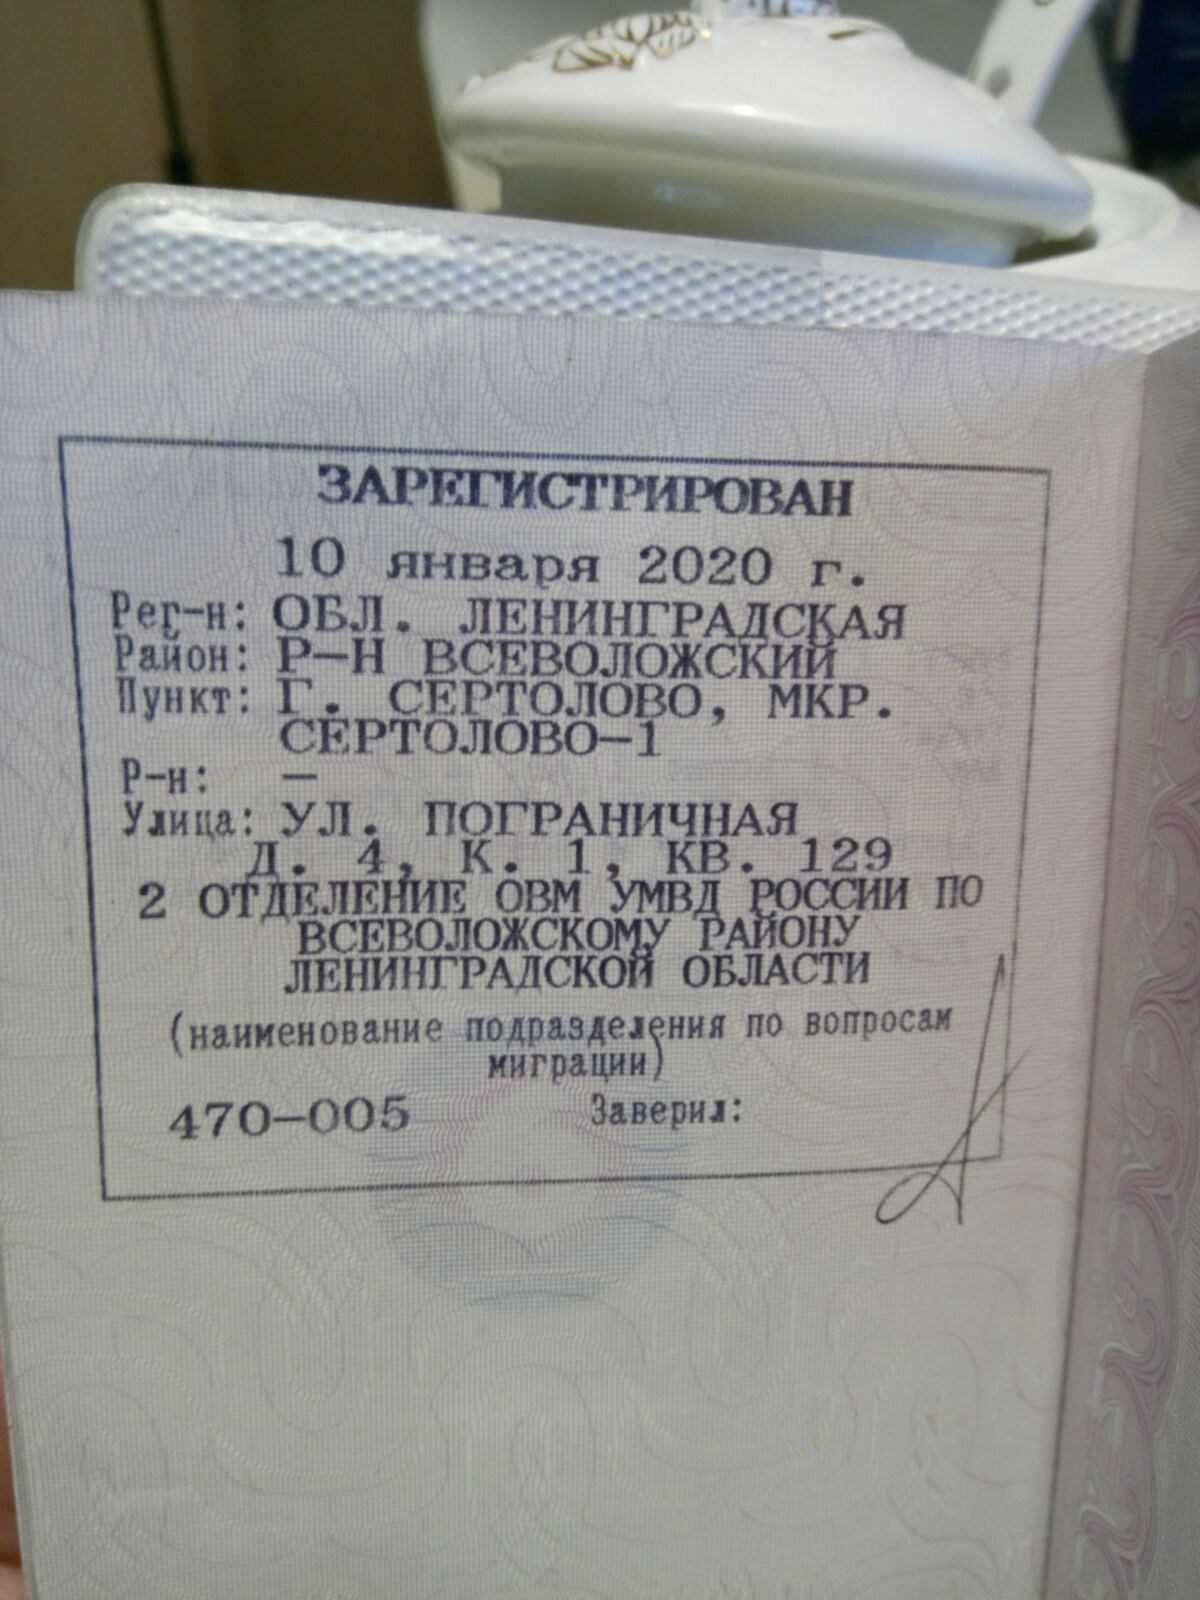 ЗАРЕГИСТРИРОВАН
10 января 2020 г.
Рег-н: ОБЛ. ЛЕНИНГРАДСКАЯ
Район: Р-Н ВСЕВОЛОЖСКИЙ
Пункт: Г. СЕРТОЛОВО, МКР.
СЕРТОЛОВО-1
Р-н: —
Улица: УЛ. ПОГРАНИЧНАЯ
Д. 4, К. 1, КВ. 129
2 ОТДЕЛЕНИЕ ОВМ УМВД РОССИИ ПО
ВСЕВОЛОЖСКОМУ РАЙОНУ
ЛЕНИНГРАДСКОЙ ОБЛАСТИ
(наименование подразделения по вопросам
миграции)
470-005 Заверил: